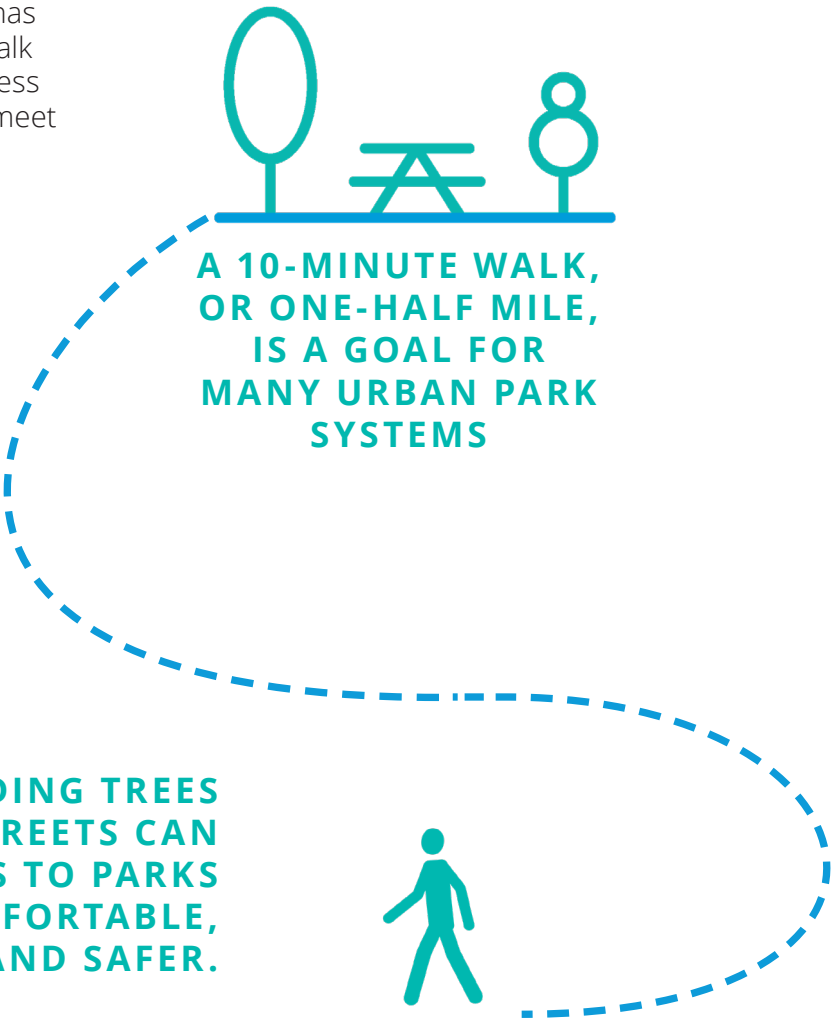 has
alk
ess
meet
A 10-MINUTE WALK,
OR ONE-HALF MILE,
IS A GOAL FOR
MANY URBAN PARK
SYSTEMS
DING TREES
REETS CAN
S TO PARKS
FORTABLE,
AND SAFER.